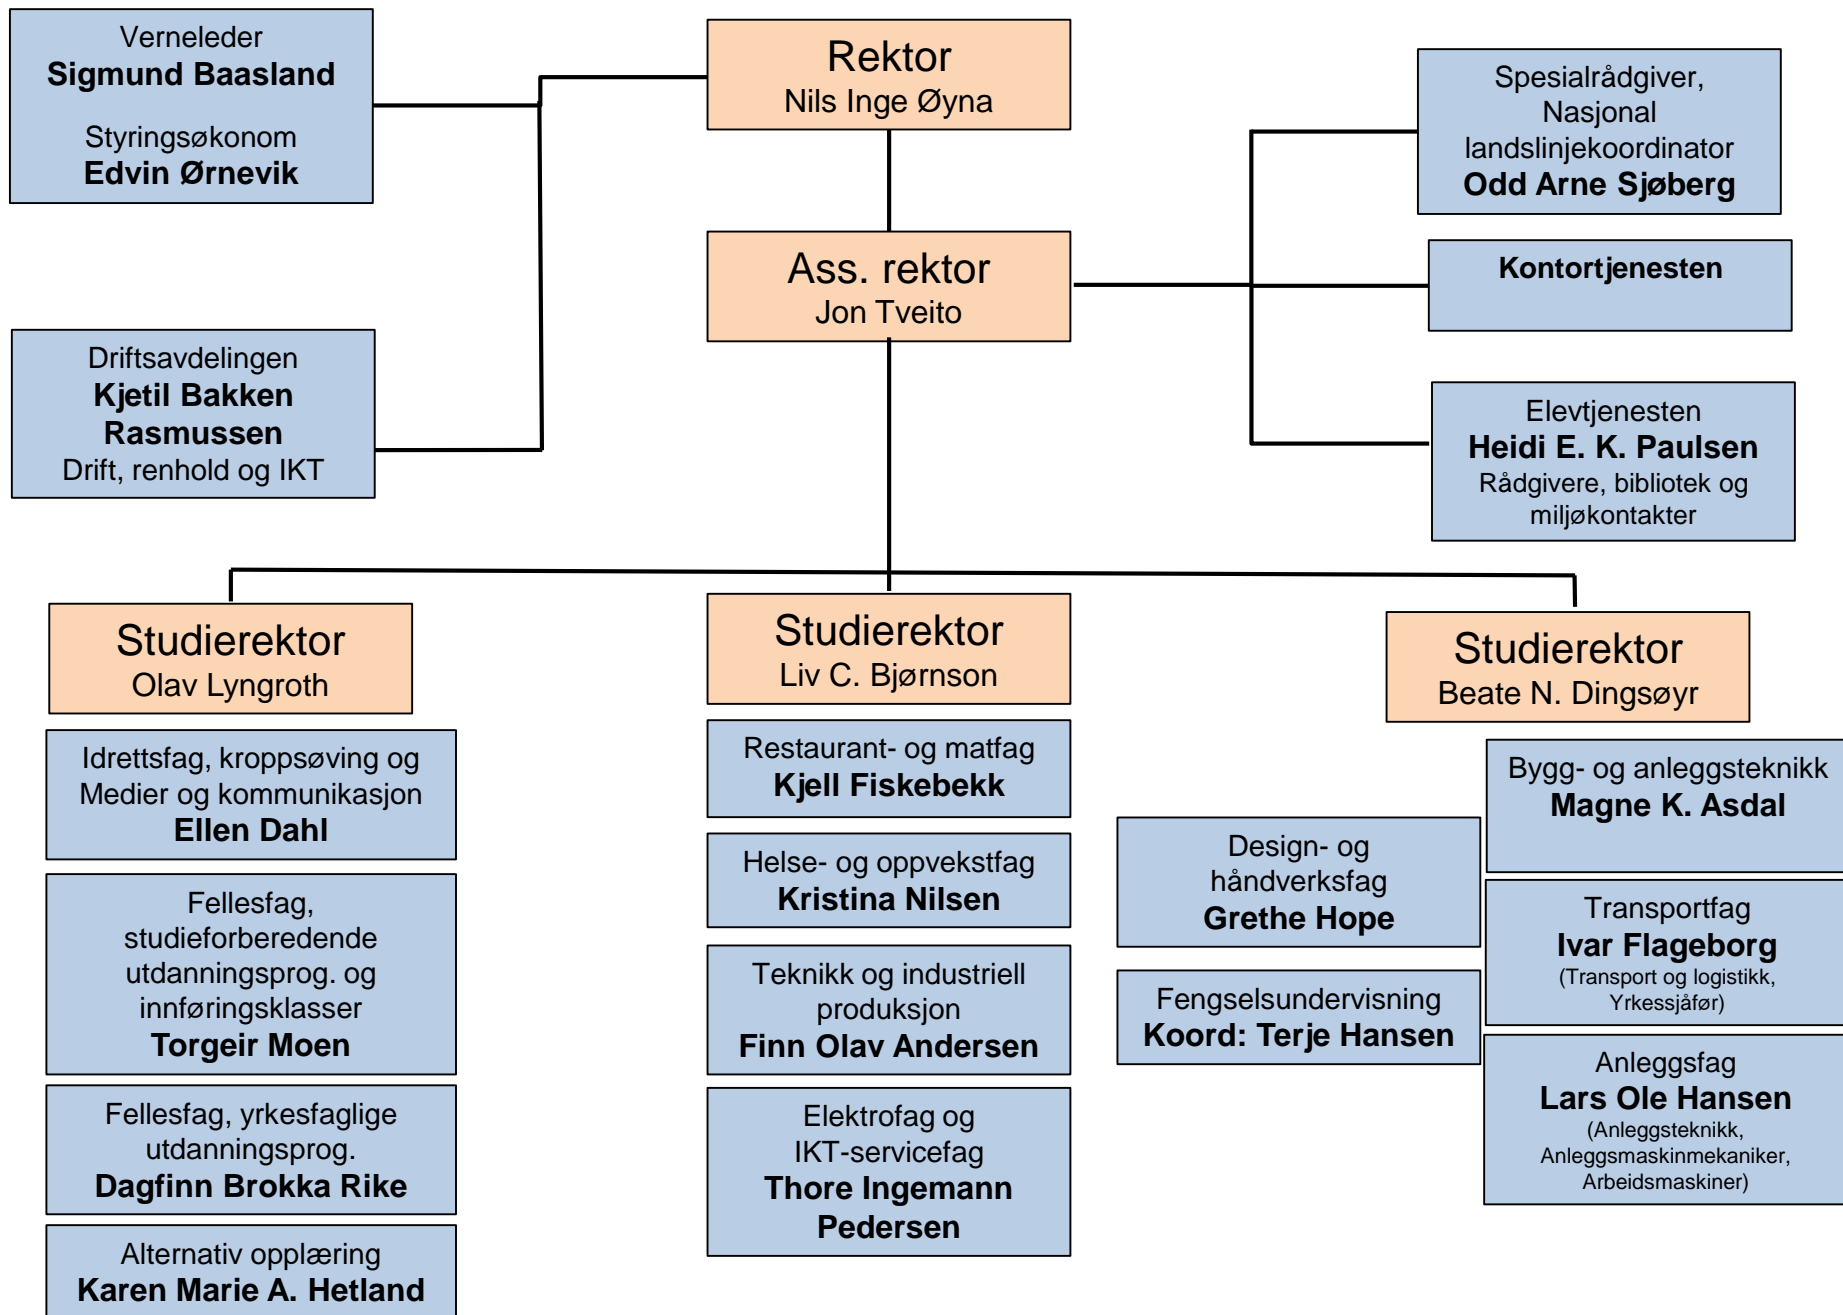 Verneleder
Sigmund Baasland
Styringsøkonom
Edvin Ørnevik
Rektor
Nils Inge Øyna
Spesialrådgiver,
Nasjonal
landslinjekoordinator
Odd Arne Sjøberg
Ass. rektor
Jon Tveito
Kontortjenesten
Driftsavdelingen
Kjetil Bakken
Rasmussen
Drift, renhold og IKT
Elevtjenesten
Heidi E. K. Paulsen
Rådgivere, bibliotek og
miljøkontakter
Studierektor
Olav Lyngroth
Idrettsfag, kroppsøving og
Medier og kommunikasjon
Ellen Dahl
Fellesfag,
studieforberedende
utdanningsprog. og
innføringsklasser
Torgeir Moen
Fellesfag, yrkesfaglige
utdanningsprog.
Dagfinn Brokka Rike
Alternativ opplæring
Karen Marie A. Hetland
Studierektor
Liv C. Bjørnson
Restaurant- og matfag
Kjell Fiskebekk
Helse- og oppvekstfag
Kristina Nilsen
Teknikk og industriell
produksjon
Finn Olav Andersen
Elektrofag og
IKT-servicefag
Thore Ingemann
Pedersen
Studierektor
Beate N. Dingsøyr
Design- og
håndverksfag
Grethe Hope
Fengselsundervisning
Koord: Terje Hansen
Bygg- og anleggsteknikk
Magne K. Asdal
Transportfag
Ivar Flageborg
(Transport og logistikk,
Yrkessjåfør)
Anleggsfag
Lars Ole Hansen
(Anleggsteknikk,
Anleggsmaskinmekaniker,
Arbeidsmaskiner)